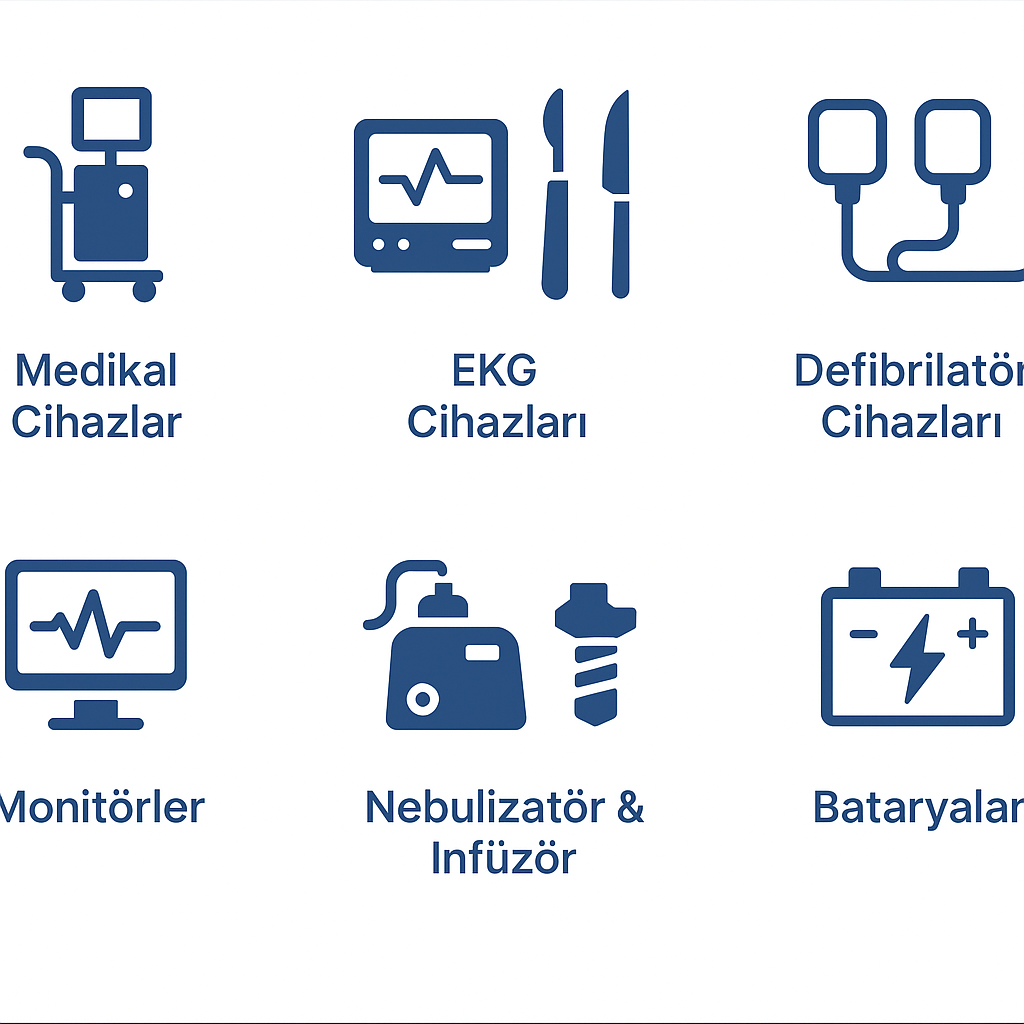 Medikal
Cihazlar
EKG
Cihazları
Defibrilatör
Cihazları
Monitörler
Nebulizatör &
Infüzör
Bataryalar